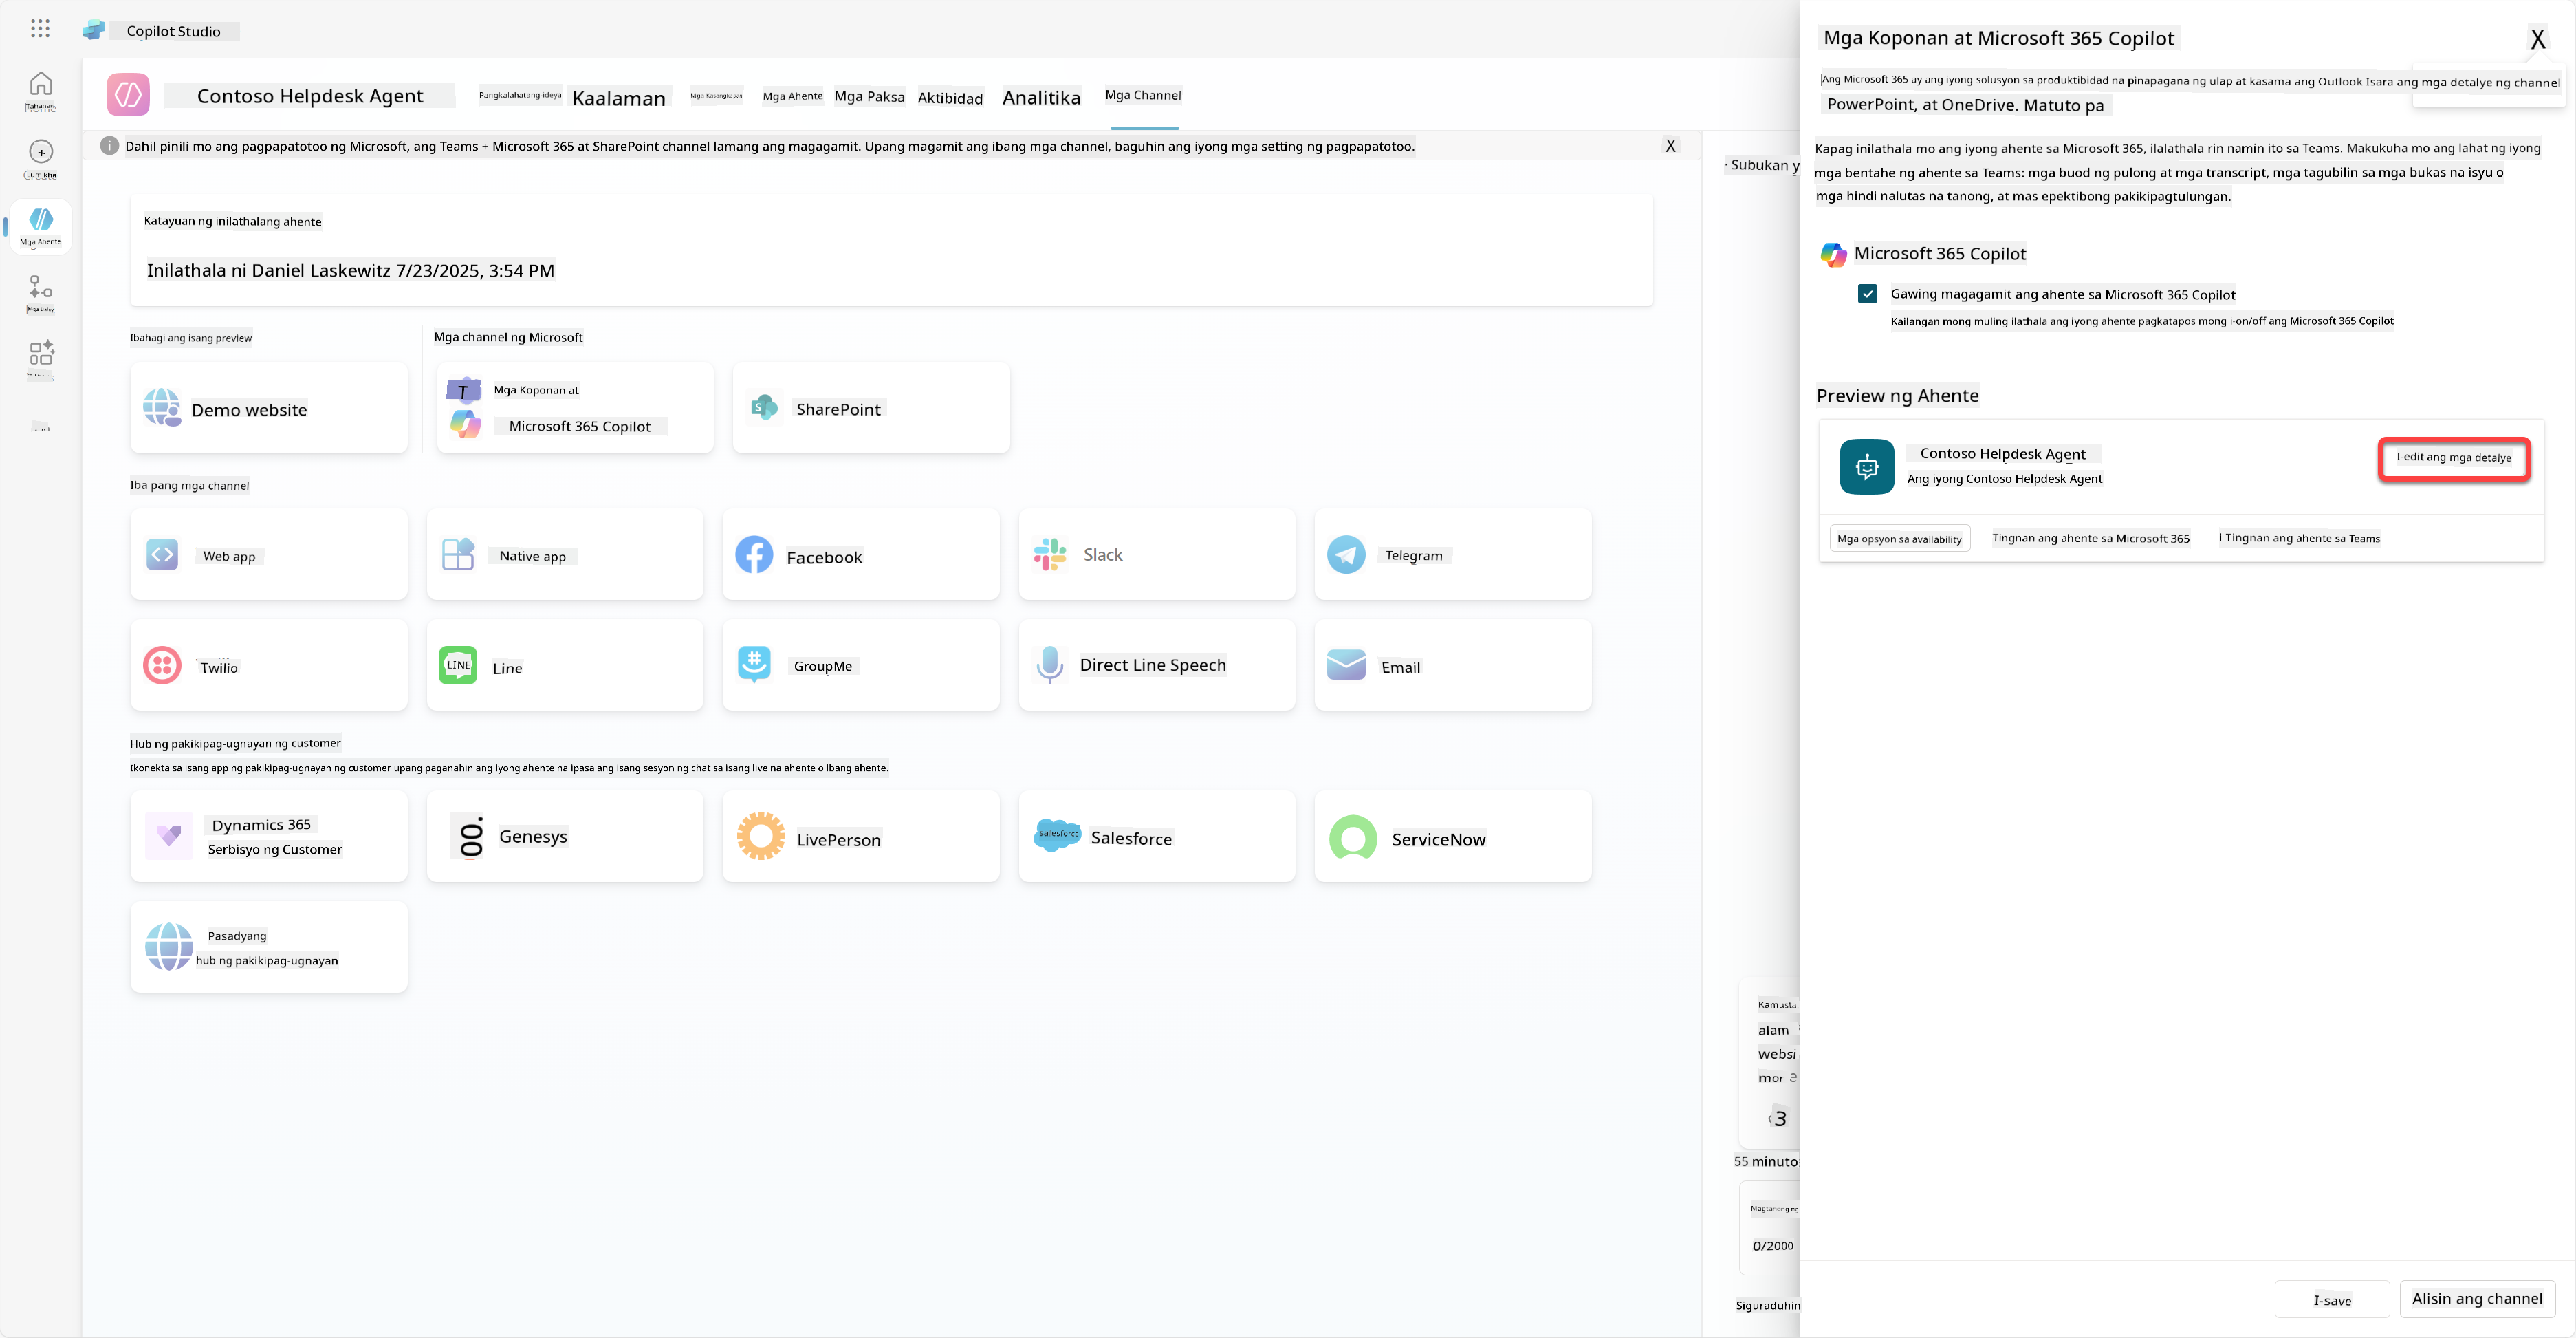 Copilot Studio
Tahanan
Lumikha
Mga Ahente
Contoso Helpdesk Agent
Pangkalahatang-ideya
Kaalaman
Mga Kasangkapan
Mga Ahente
Mga Paksa
Aktibidad
Analitika
Mga Channel
Dahil pinili mo ang pagpapatotoo ng Microsoft, ang Teams + Microsoft 365 at SharePoint channel lamang ang magagamit. Upang magamit ang ibang mga channel, baguhin ang iyong mga setting ng pagpapatotoo.
X
Katayuan ng inilathalang ahente
Inilathala ni Daniel Laskewitz 7/23/2025, 3:54 PM
Ibahagi ang isang preview
Mga channel ng Microsoft
Demo website
T
Mga Koponan at
Microsoft 365 Copilot
SharePoint
Iba pang mga channel
Web app
Native app
Facebook
Slack
Telegram
Twilio
LINE
Line
GroupMe
Direct Line Speech
Email
Hub ng pakikipag-ugnayan ng customer
Ikonekta sa isang app ng pakikipag-ugnayan ng customer upang paganahin ang iyong ahente na ipasa ang isang sesyon ng chat sa isang live na ahente o ibang ahente.
Dynamics 365
Serbisyo ng Customer
Genesys
LivePerson
salesforce
Salesforce
ServiceNow
Pasadyang
hub ng pakikipag-ugnayan
· Subukan y
Kamusta,
alam
websi
mor
3
55 minuto
Magtanong ng
0/2000
Siguraduhin
Mga Koponan at Microsoft 365 Copilot
X
Ang Microsoft 365 ay ang iyong solusyon sa produktibidad na pinapagana ng ulap at kasama ang Outlook Isara ang mga detalye ng channel
PowerPoint, at OneDrive. Matuto pa
Kapag inilathala mo ang iyong ahente sa Microsoft 365, ilalathala rin namin ito sa Teams. Makukuha mo ang lahat ng iyong
mga bentahe ng ahente sa Teams: mga buod ng pulong at mga transcript, mga tagubilin sa mga bukas na isyu o
mga hindi nalutas na tanong, at mas epektibong pakikipagtulungan.
Microsoft 365 Copilot
Gawing magagamit ang ahente sa Microsoft 365 Copilot
Kailangan mong muling ilathala ang iyong ahente pagkatapos mong i-on/off ang Microsoft 365 Copilot
Preview ng Ahente
Contoso Helpdesk Agent
Ang iyong Contoso Helpdesk Agent
I-edit ang mga detalye
Mga opsyon sa availability
Tingnan ang ahente sa Microsoft 365
i Tingnan ang ahente sa Teams
I-save
Alisin ang channel